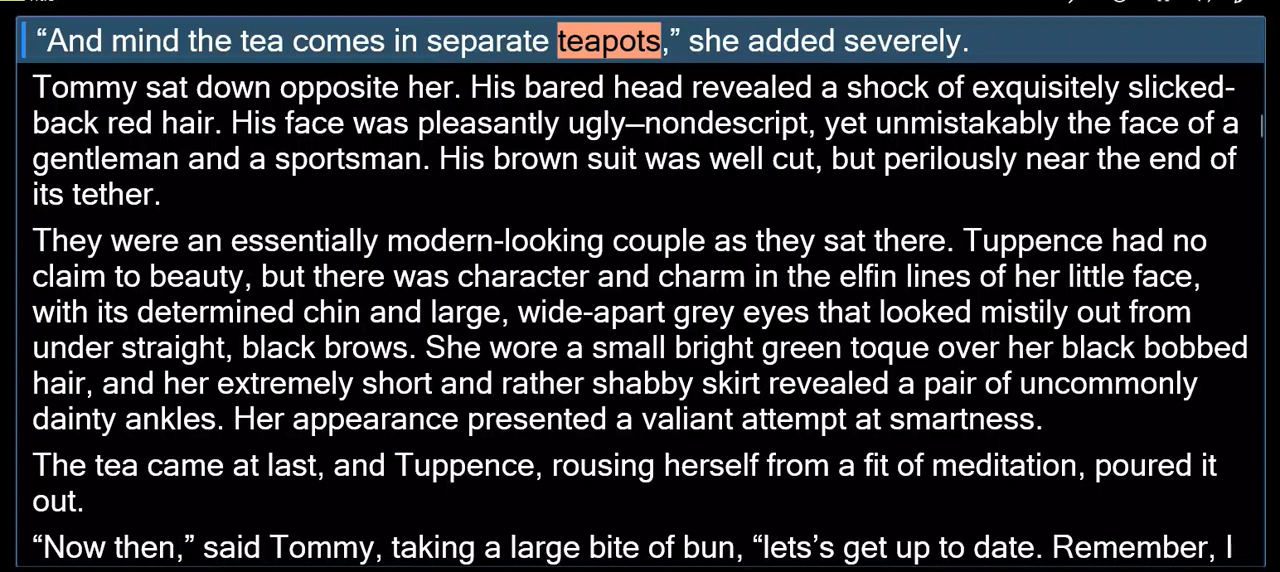 “And mind the tea comes in separate teapots,” she added severely.
Tommy sat down opposite her. His bared head revealed a shock of exquisitely slicked-
back red hair. His face was pleasantly ugly—nondescript, yet unmistakably the face of a
gentleman and a sportsman. His brown suit was well cut, but perilously near the end of
its tether.
They were an essentially modern-looking couple as they sat there. Tuppence had no
claim to beauty, but there was character and charm in the elfin lines of her little face,
with its determined chin and large, wide-apart grey eyes that looked mistily out from
under straight, black brows. She wore a small bright green toque over her black bobbed
hair, and her extremely short and rather shabby skirt revealed a pair of uncommonly
dainty ankles. Her appearance presented a valiant attempt at smartness.
The tea came at last, and Tuppence, rousing herself from a fit of meditation, poured it
out.
“Now then,” said Tommy, taking a large bite of bun, “lets’s get up to date. Remember, I